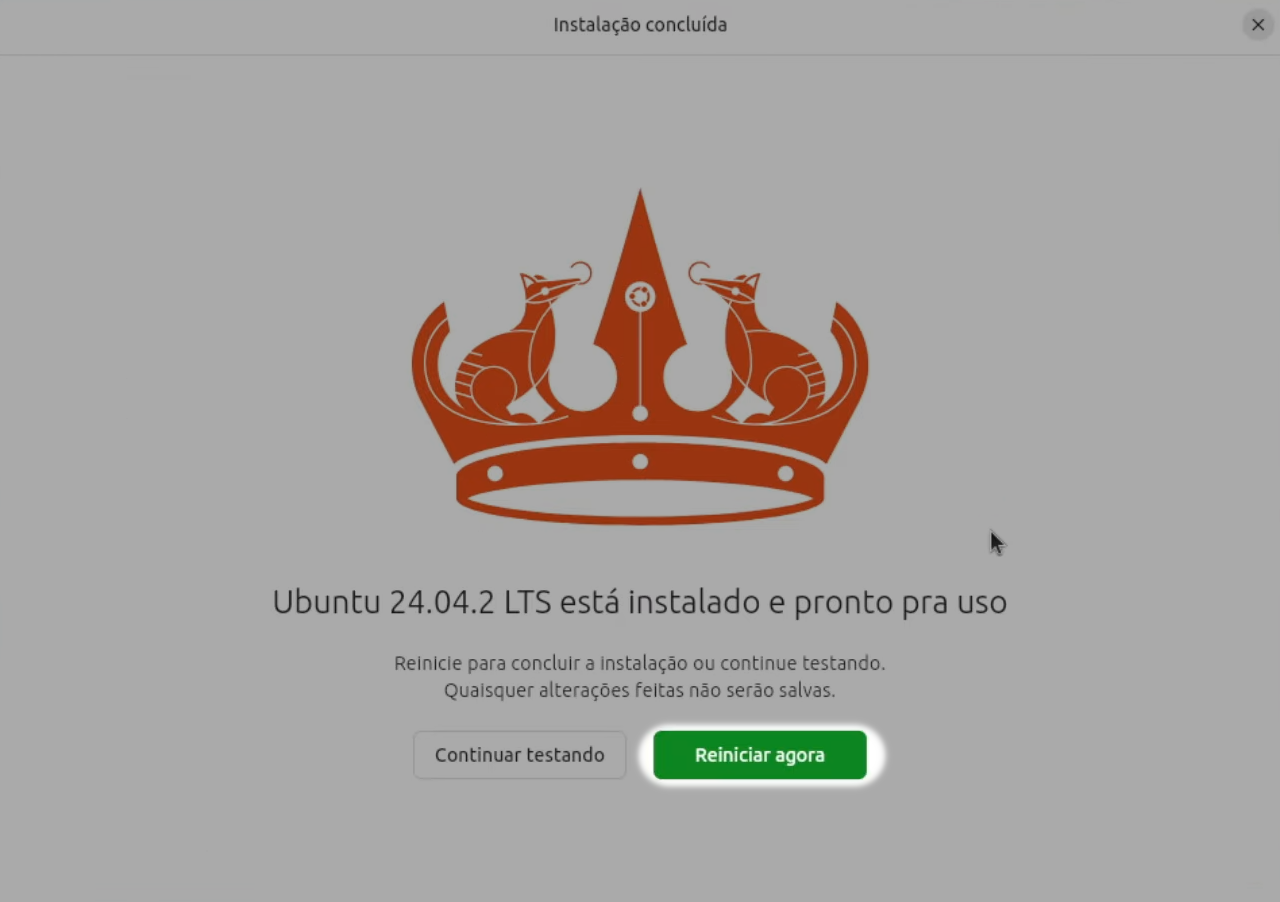 Instalação concluída
Ubuntu 24.04.2 LTS está instalado e pronto pra uso
Reinicie para concluir a instalação ou continue testando.
Quaisquer alterações feitas não serão salvas.
Continuar testando
Reiniciar agora